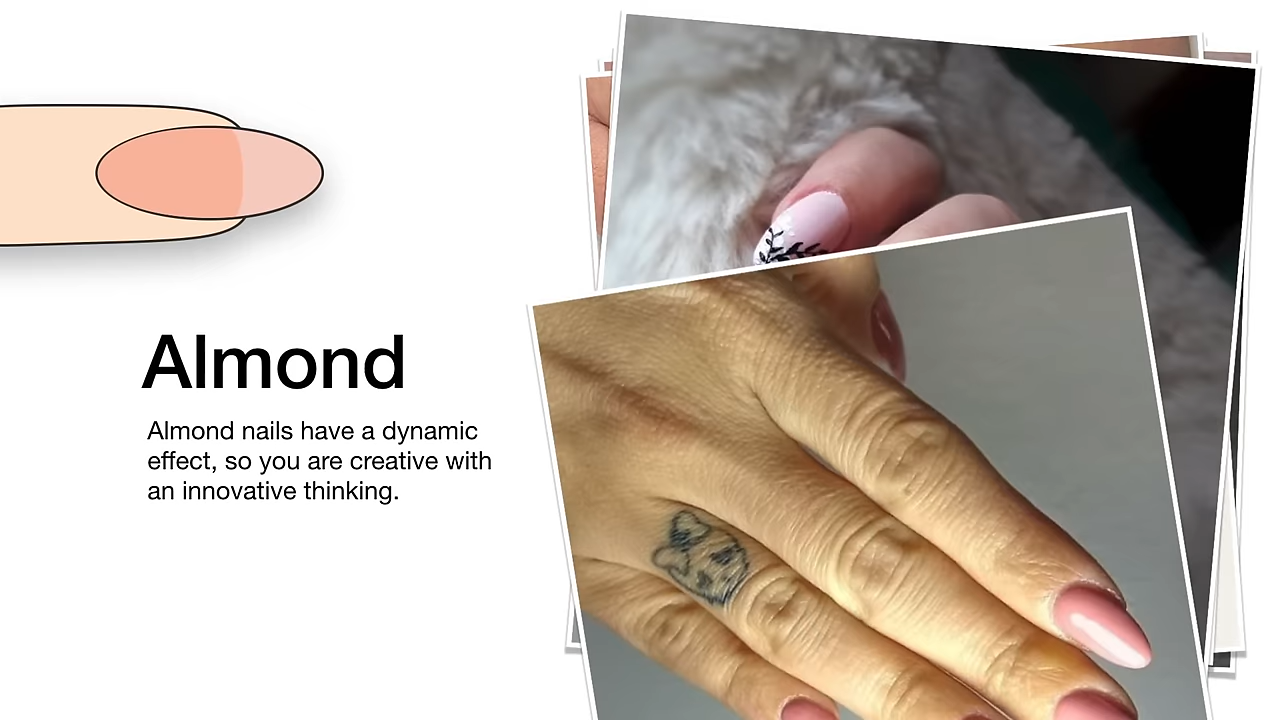 Almond
Almond nails have a dynamic
effect, so you are creative with
an innovative thinking.